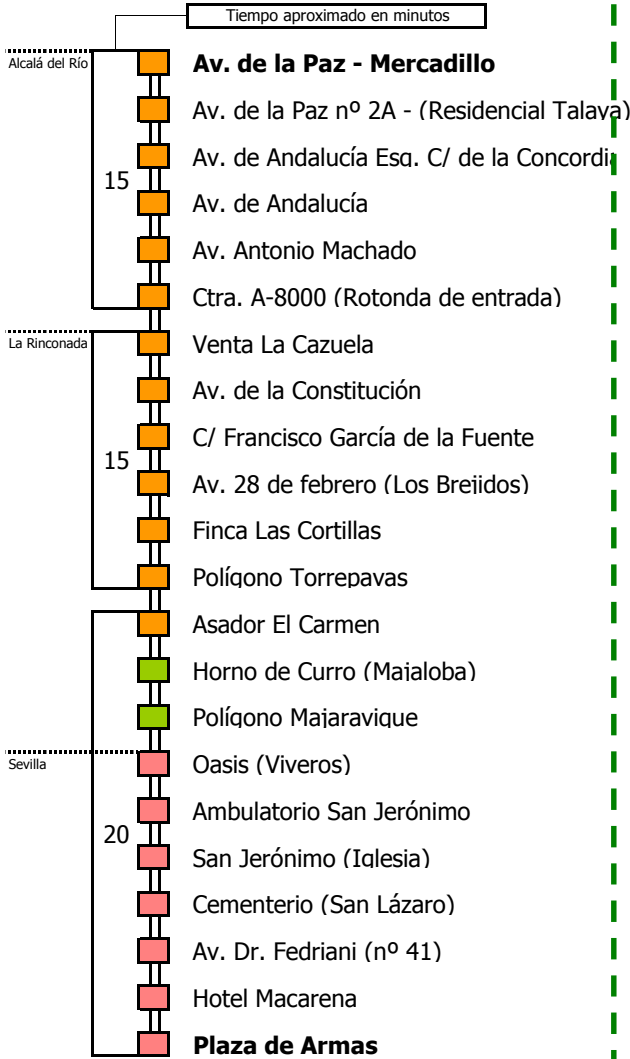 Tiempo aproximado en minutos
Alcalá del Río
Av. de la Paz - Mercadillo
Av. de la Paz nº 2A - (Residencial Talaya)
Av. de Andalucía Esq. C/ de la Concordia
15
Av. de Andalucía
Av. Antonio Machado
Ctra. A-8000 (Rotonda de entrada)
La Rinconada
Venta La Cazuela
Av. de la Constitución
C/ Francisco García de la Fuente
15
Av. 28 de febrero (Los Brejidos)
Finca Las Cortillas
Polígono Torrepavas
Asador El Carmen
Horno de Curro (Majaloba)
Polígono Majaravique
Sevilla
Oasis (Viveros)
Ambulatorio San Jerónimo
20
San Jerónimo (Iglesia)
Cementerio (San Lázaro)
Av. Dr. Fedriani (nº 41)
Hotel Macarena
Plaza de Armas